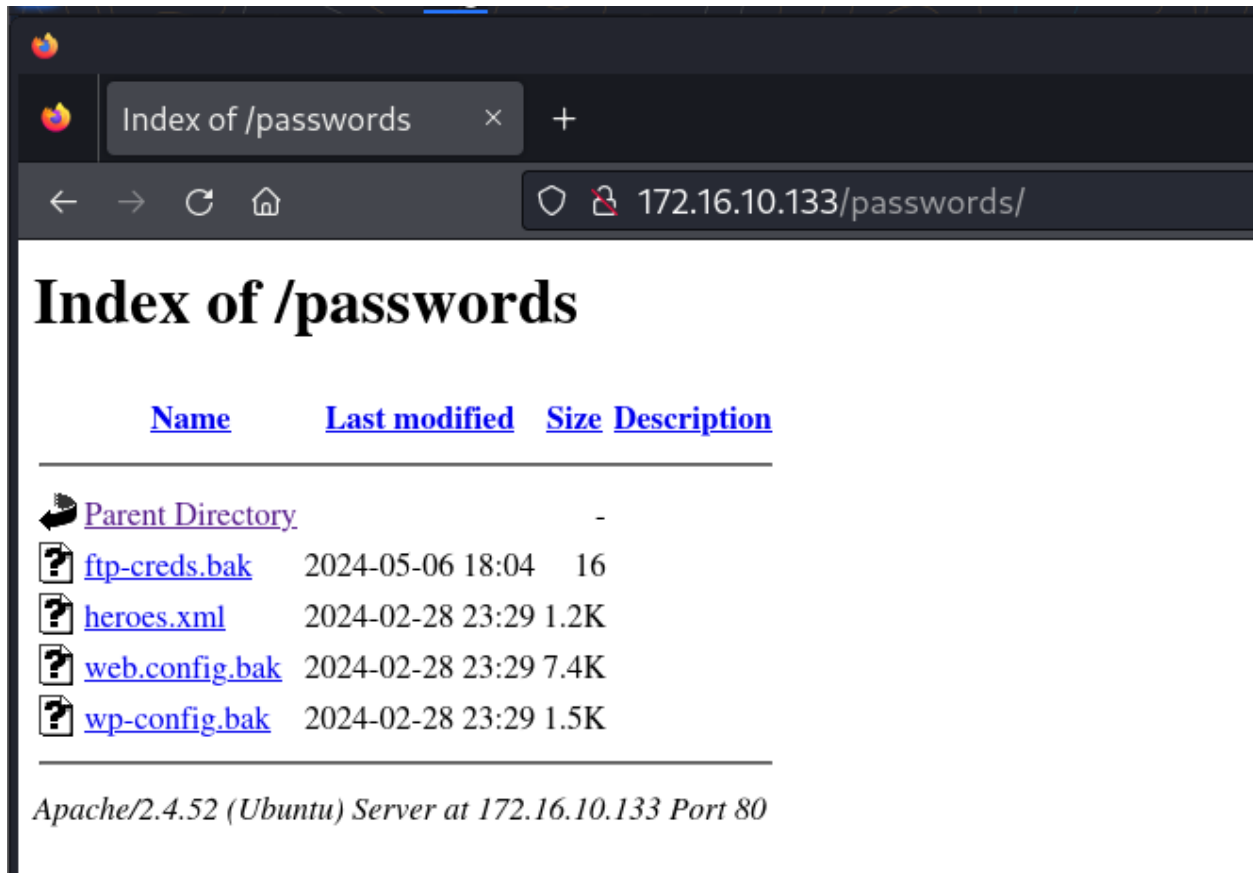 Index of /passwords
172.16.10.133/passwords/
Index of /passwords
Name Last modified Size Description
Parent Directory -
ftp-creds.bak 2024-05-06 18:04 16
heroes.xml 2024-02-28 23:29 1.2K
web.config.bak 2024-02-28 23:29 7.4K
wp-config.bak 2024-02-28 23:29 1.5K
Apache/2.4.52 (Ubuntu) Server at 172.16.10.133 Port 80